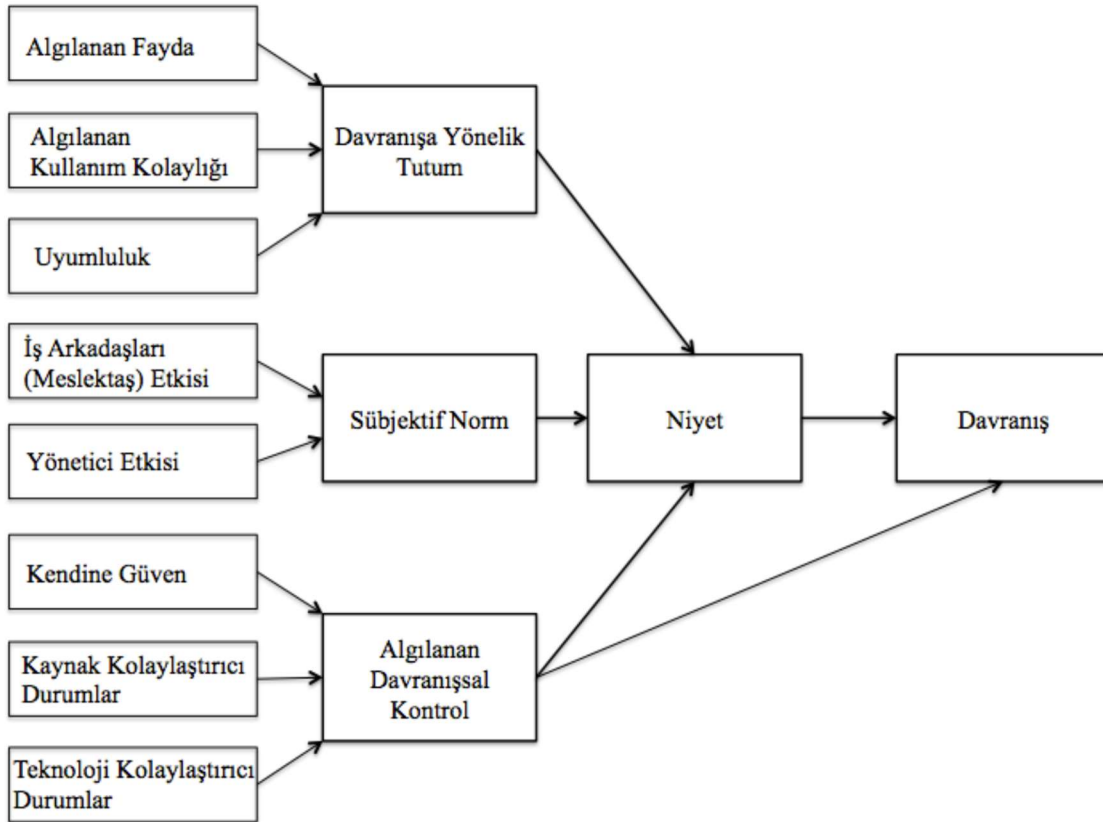 Algılanan Fayda
Algılanan
Kullanım Kolaylığı
Uyumluluk
İş Arkadaşları
(Meslektaş) Etkisi
Yönetici Etkisi
Kendine Güven
Kaynak Kolaylaştırıcı
Durumlar
Teknoloji Kolaylaştırıcı
Durumlar
Davranışa Yönelik
Tutum
Sübjektif Norm
Algılanan
Davranışsal
Kontrol
Niyet
Davranış